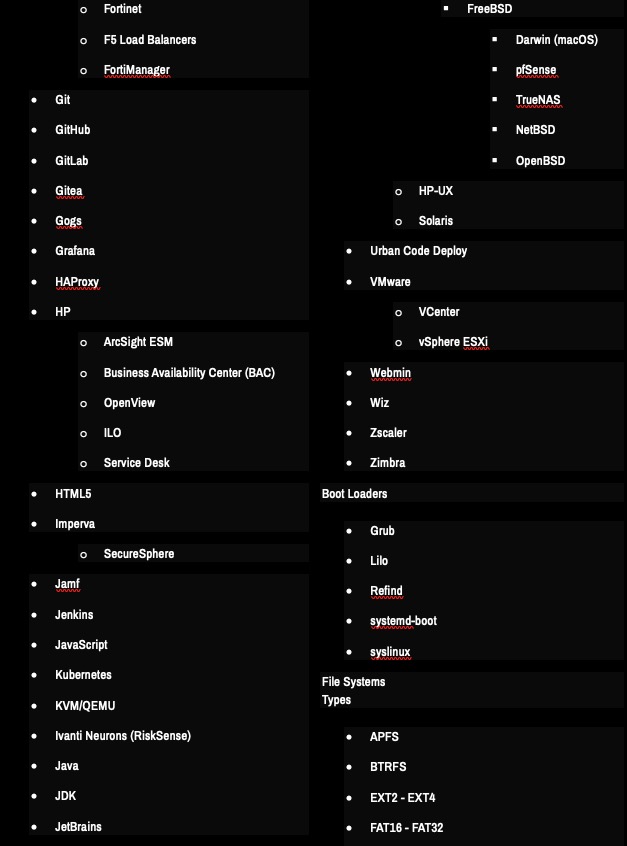 Fortinet
F5 Load Balancers
FortiManager
Git
GitHub
GitLab
Gitea
Gogs
Grafana
HAProxy
HP
ArcSight ESM
Business Availability Center (BAC)
OpenView
ILO
Service Desk
HTML5
Imperva
SecureSphere
Jamf
Jenkins
JavaScript
Kubernetes
KVM/QEMU
Ivanti Neurons (RiskSense)
Java
JDK
JetBrains
FreeBSD
Darwin (macOS)
pfSense
TrueNAS
NetBSD
OpenBSD
HP-UX
Solaris
Urban Code Deploy
VMware
VCenter
vSphere ESXi
Webmin
Wiz
Zscaler
Zimbra
Boot Loaders
Grub
Lilo
Refind
systemd-boot
syslinux
File Systems
Types
APFS
BTRFS
EXT2 - EXT4
FAT16 - FAT32